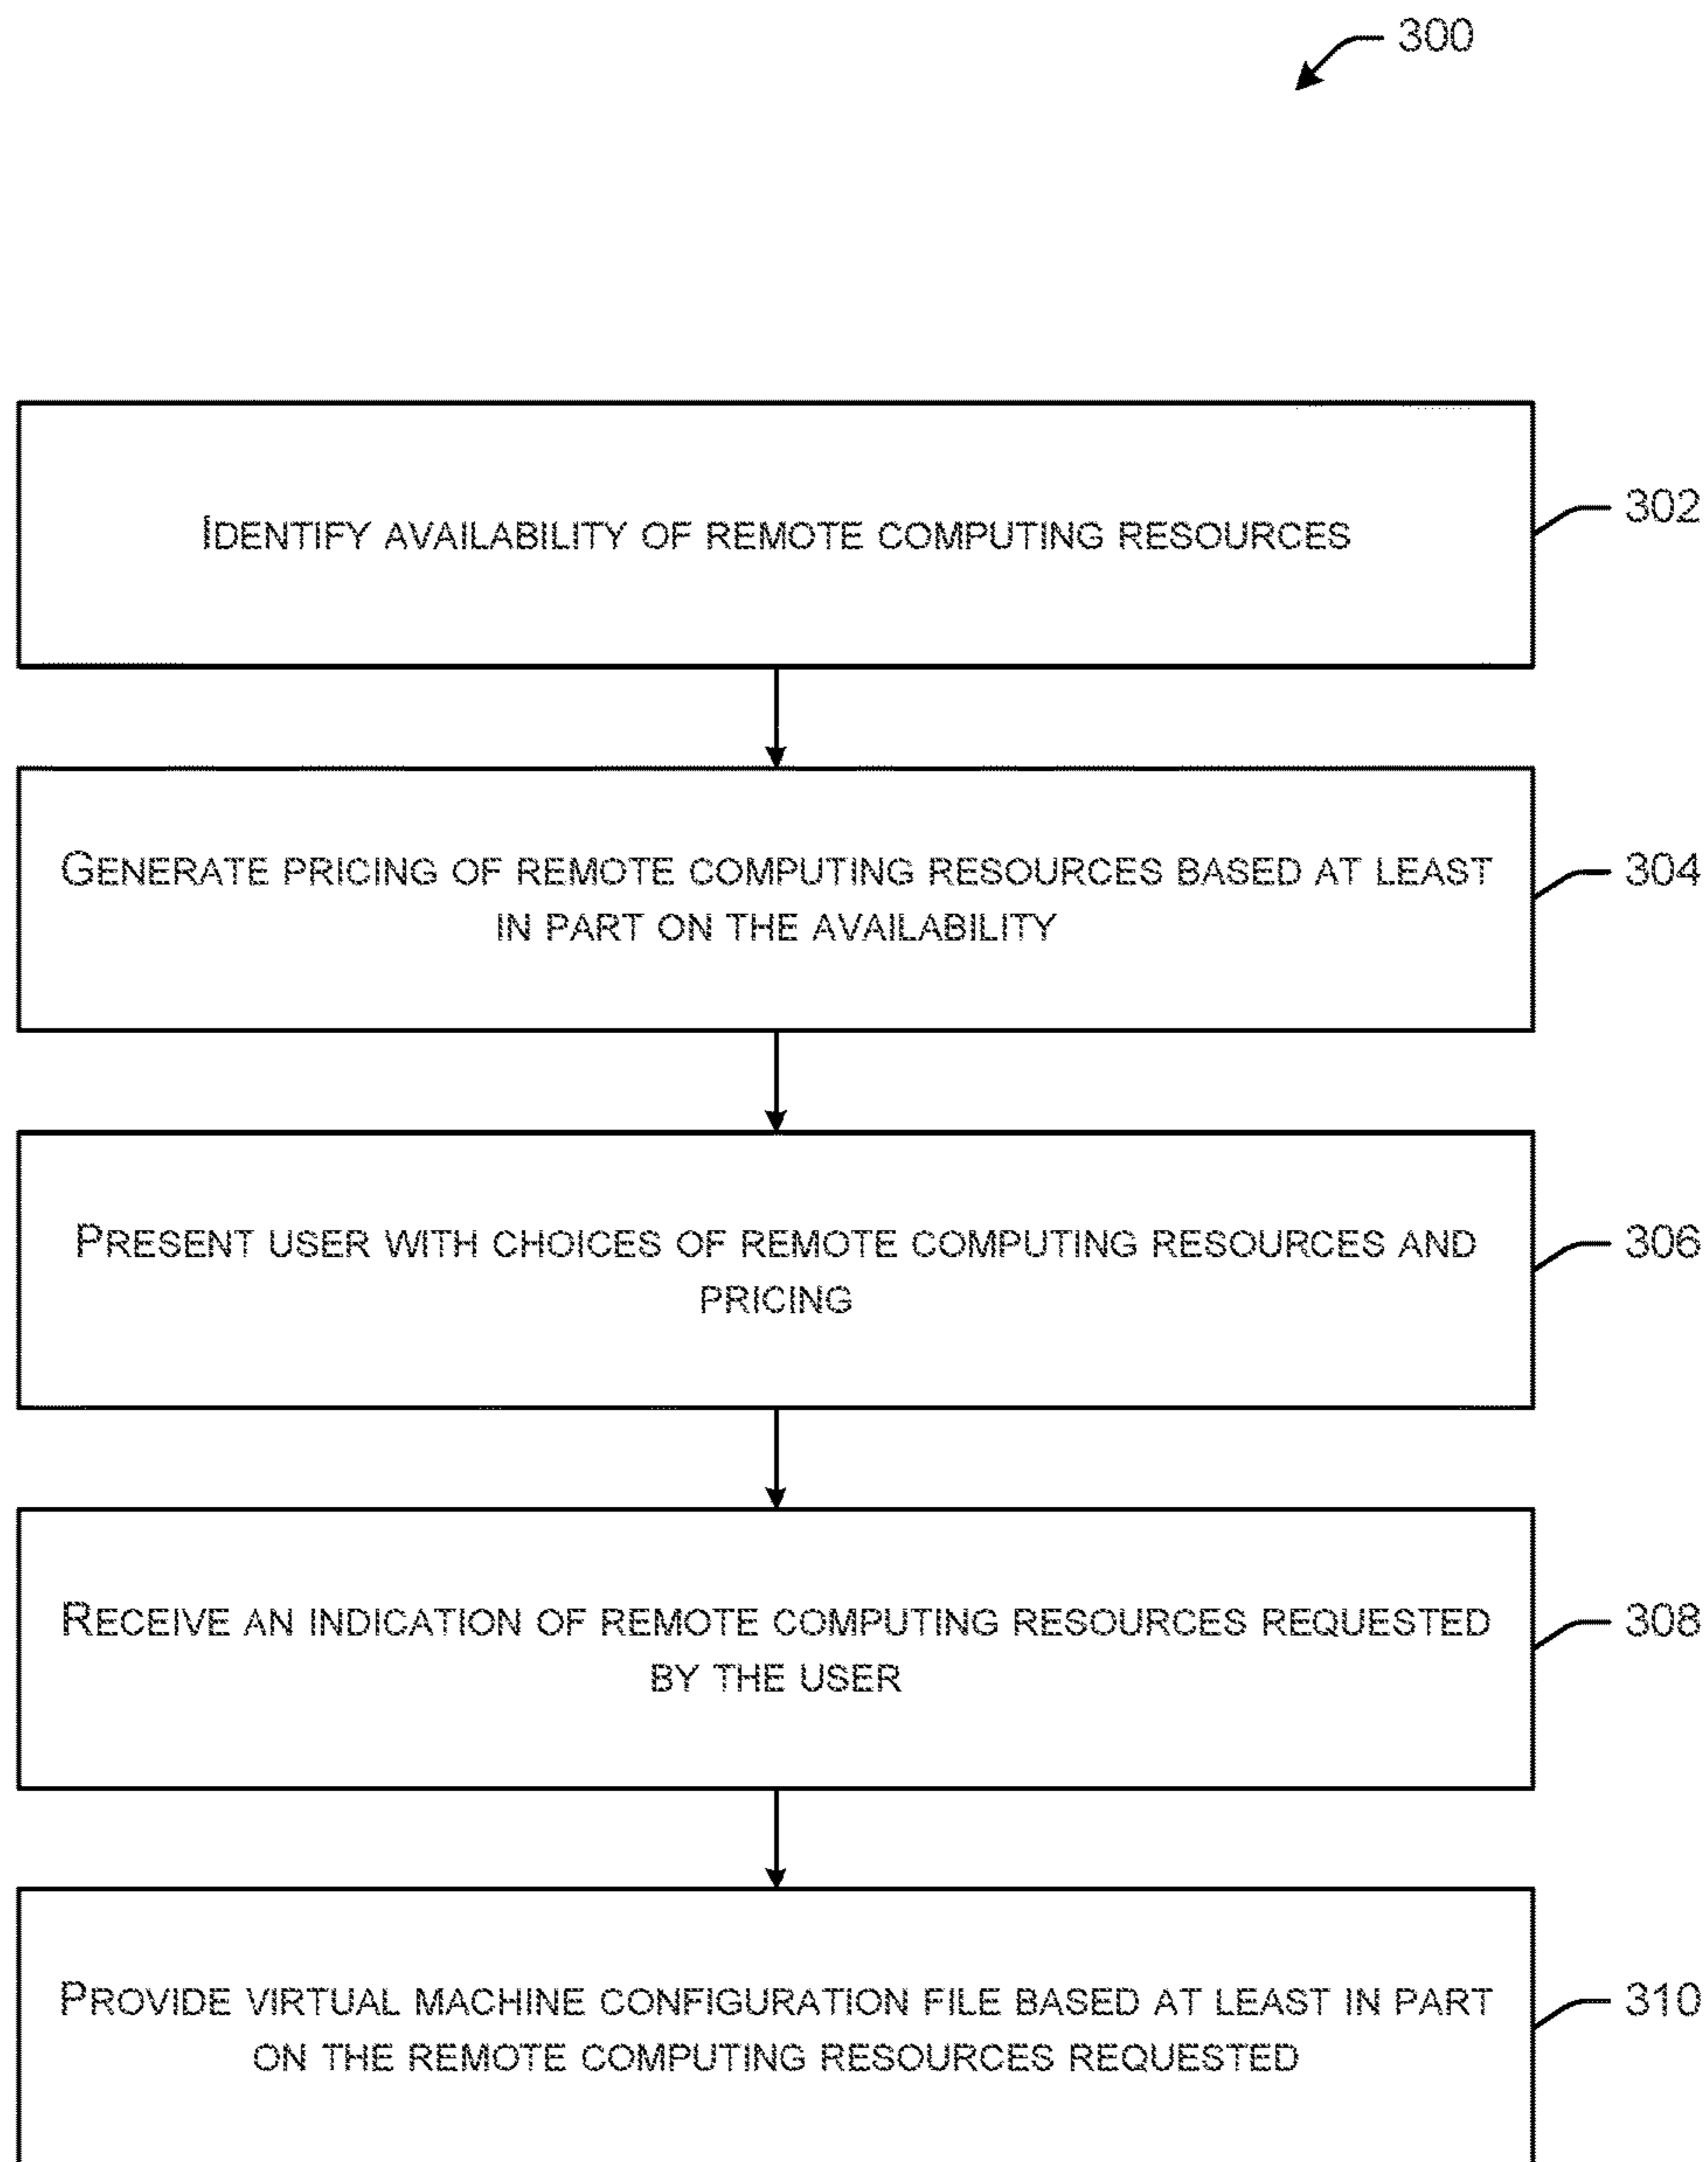 300
IDENTIFY AVAILABILITY OF REMOTE COMPUTING RESOURCES
302
GENERATE PRICING OF REMOTE COMPUTING RESOURCES BASED AT LEAST
IN PART ON THE AVAILABILITY
304
PRESENT USER WITH CHOICES OF REMOTE COMPUTING RESOURCES AND
PRICING
306
RECEIVE AN INDICATION OF REMOTE COMPUTING RESOURCES REQUESTED
BY THE USER
308
PROVIDE VIRTUAL MACHINE CONFIGURATION FILE BASED AT LEAST IN PART
ON THE REMOTE COMPUTING RESOURCES REQUESTED
310